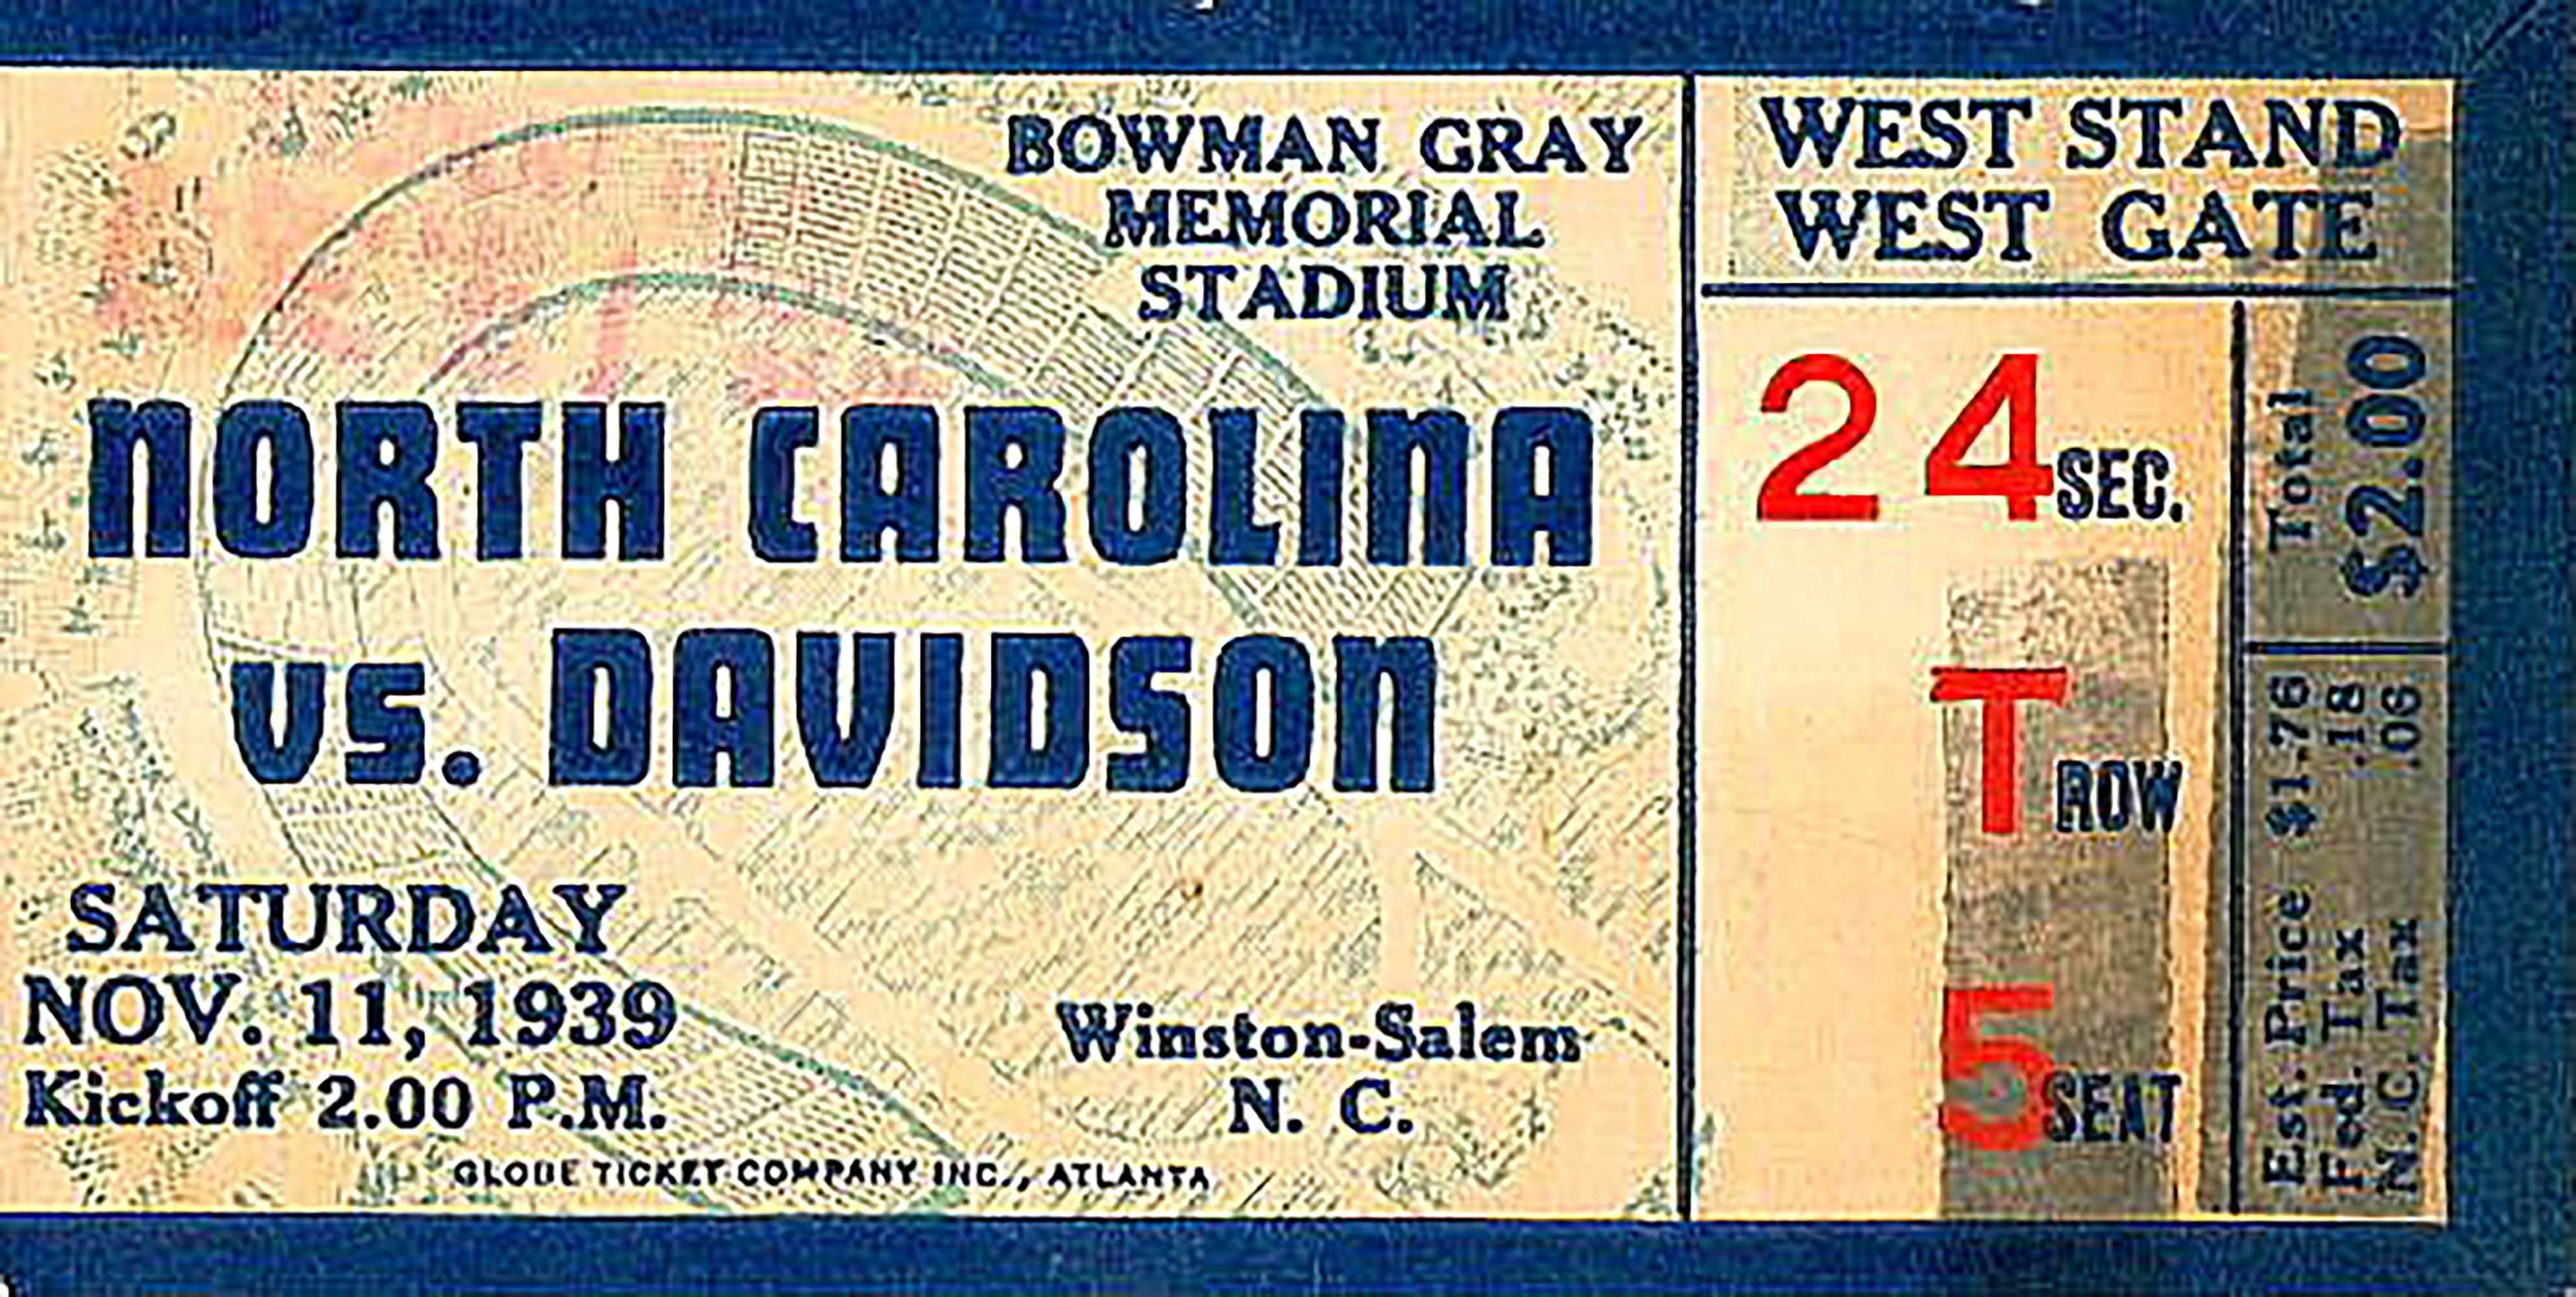 BOWMAN GRAY
MEMORIAL
STADIUM
NORTH CAROLINA
VS. DAVIDSON
SATURDAY
NOV. 11, 1939
Kickoff 2.00 P.M.
Winston-Salem
N. C.
GLOBE TICKET COMPANY INC., ATLANTA
WEST STAND
WEST GATE
24 SEC.
T ROW
5 SEAT
Total
$2.00
Est. Price $1.76
Fed. Tax .18
N. C. Tax .06